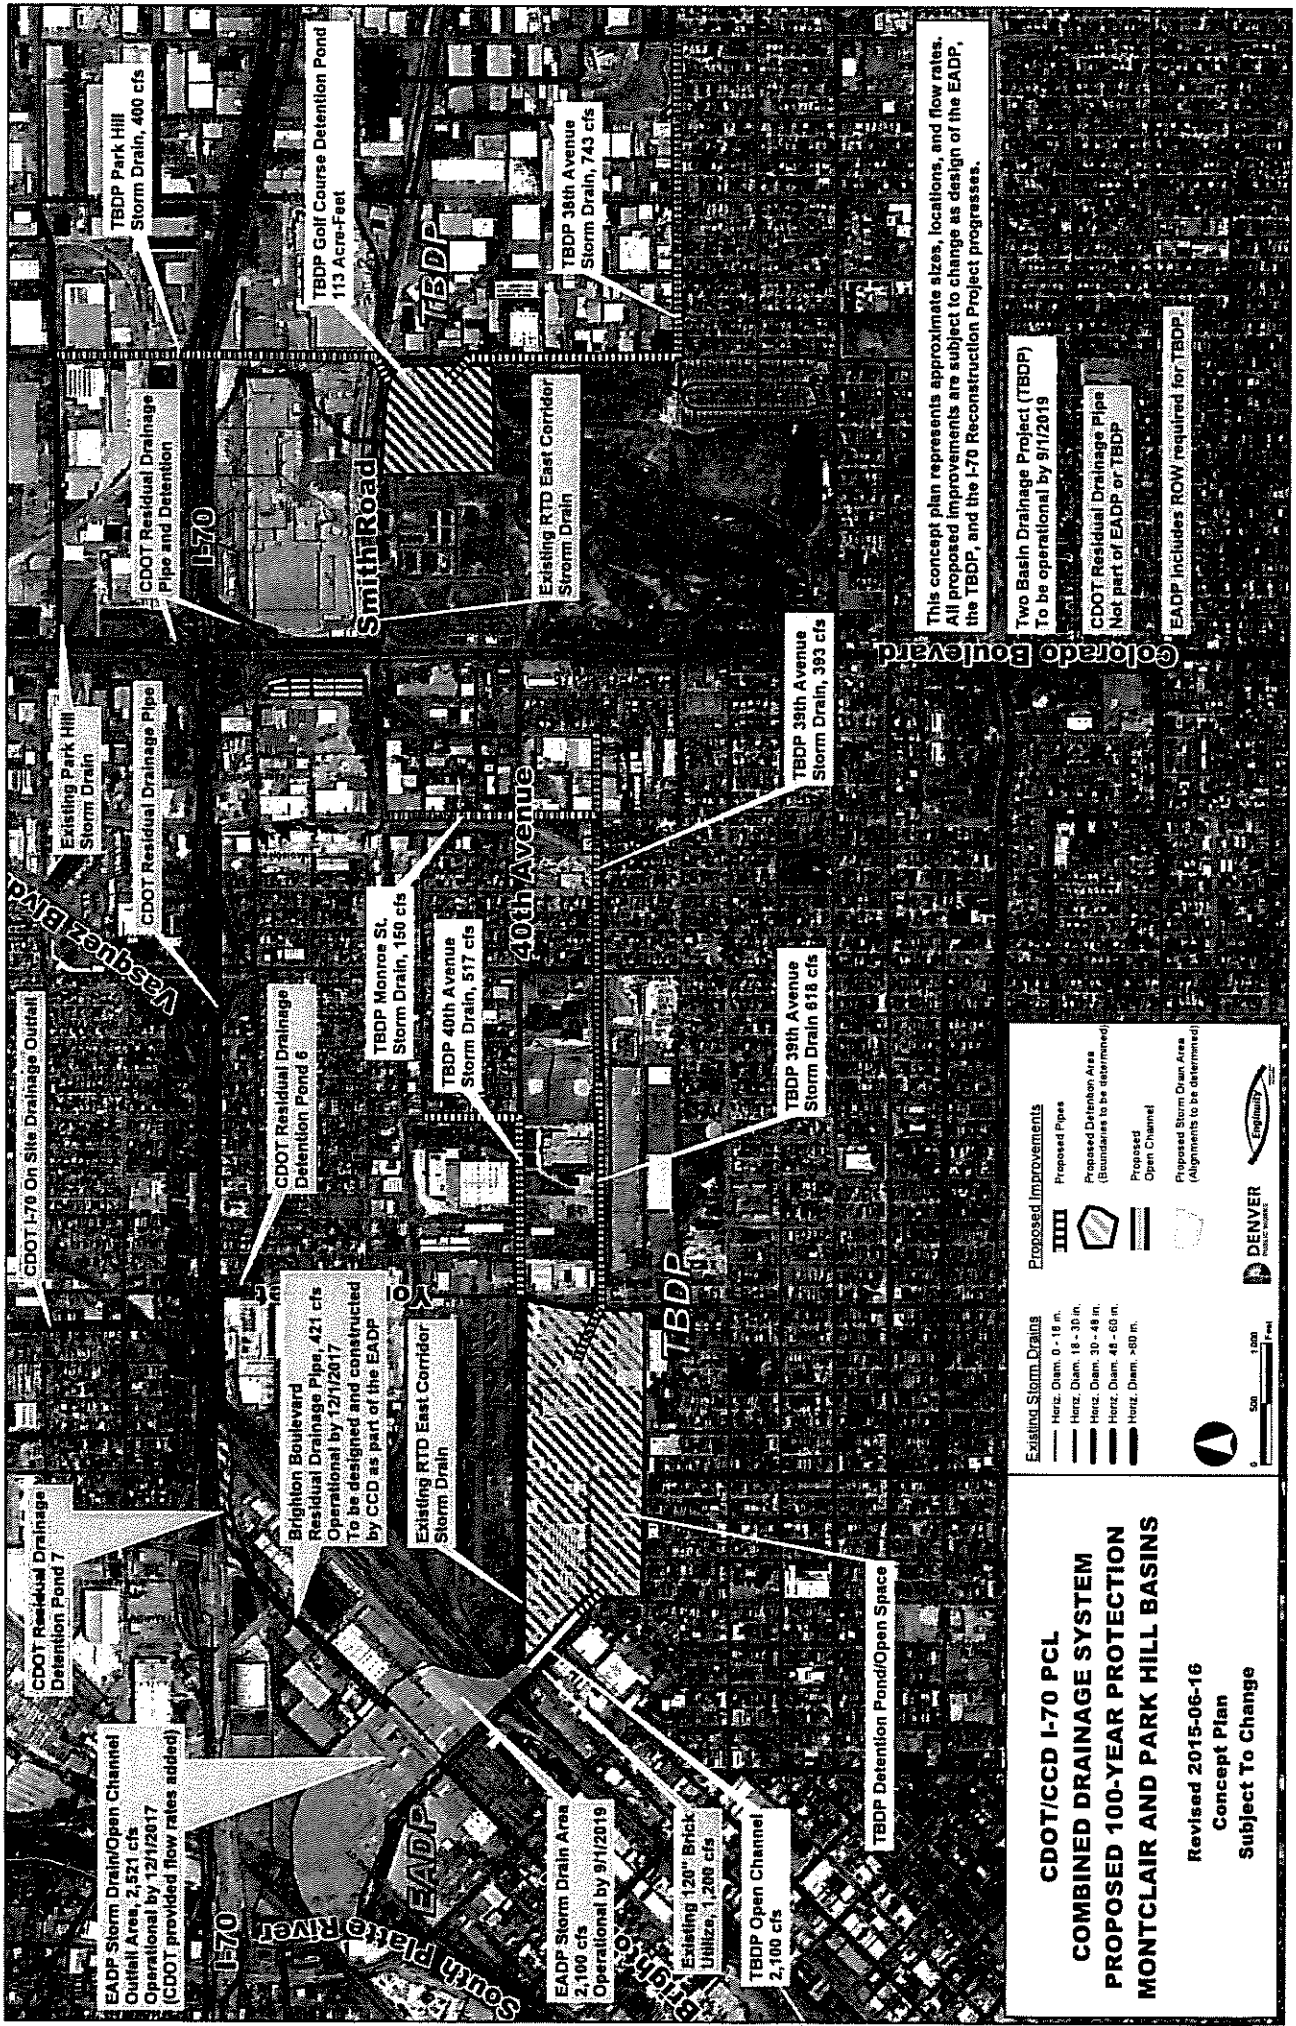 TBDP Park Hill
Storm Drain, 400 cfs
TBDP Golf Course Detention Pond
113 Acre-Feet
TBDP
TBDP 36th Avenue
Storm Drain, 743 cfs
CDOT Residual Drainage
Pipe and Detention
I-70
Smith Road
Existing RTD East Corridor
Strom Drain
This concept plan represents approximate sizes, locations, and flow rates.
All proposed improvements are subject to change as design of the EADP,
the TBDP, and the I-70 Reconstruction Project progresses.
Two Basin Drainage Project (TBDP)
To be operational by 9/1/2019
CDOT Residual Drainage Pipe
Not part of EADP or TBDP
EADP includes ROW required for TBDP
Colorado Boulevard
Existing Park Hill
Storm Drain
CDOT Residual Drainage Pipe
Vasquez Blvd
TBDP 39th Avenue
Storm Drain, 393 cfs
40th Avenue
TBDP Monroe St.
Storm Drain, 150 cfs
TBDP 40th Avenue
Storm Drain, 517 cfs
TBDP 39th Avenue
Storm Drain 618 cfs
CDOT I-70 On Site Drainage Outfall
CDOT Residual Drainage
Detention Pond 6
Brighton Boulevard
Residual Drainage Pipe, 421 cfs
Operational by 12/1/2017
To be designed and constructed
by CCD as part of the EADP
Existing RTD East Corridor
Storm Drain
TBDP
CDOT Residual Drainage
Detention Pond 7
EADP Storm Drain/Open Channel
Outfall Area, 2,521 cfs
Operational by 12/1/2017
(CDOT provided flow rates added)
I-70
South Platte River
EADP
EADP Storm Drain Area
2,100 cfs
Operational by 9/1/2019
Existing 120" Brick
Utilize, 1,200 cfs
TBDP Open Channel
2,100 cfs
TBDP Detention Pond/Open Space
CDOT/CCD I-70 PCL
COMBINED DRAINAGE SYSTEM
PROPOSED 100-YEAR PROTECTION
MONTCLAIR AND PARK HILL BASINS
Revised 2015-06-16
Concept Plan
Subject To Change
Existing Storm Drains
Horiz. Diam. 0 - 18 in.
Horiz. Diam. 18 - 30 in.
Horiz. Diam. 30 - 48 in.
Horiz. Diam. 48 - 60 in.
Horiz. Diam. >60 in.
0 500 1,000
Feet
Proposed Improvements
Proposed Pipes
Proposed Detention Area
(Boundaries to be determined)
Proposed
Open Channel
Proposed Storm Drain Area
(Alignments to be determined)
DENVER
PUBLIC WORKS
Enginuity